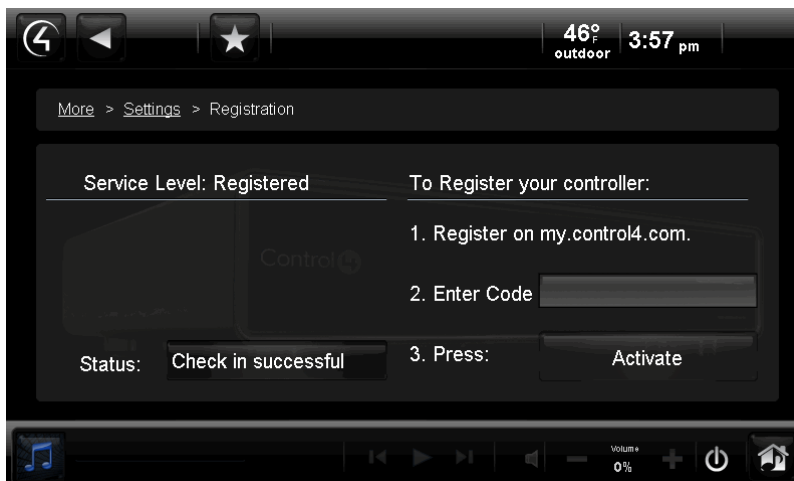 46°F
outdoor
3:57 pm
More > Settings > Registration
Service Level: Registered
To Register your controller:
1. Register on my.control4.com.
Control4
2. Enter Code
Status: Check in successful
3. Press: Activate
Volume
0%